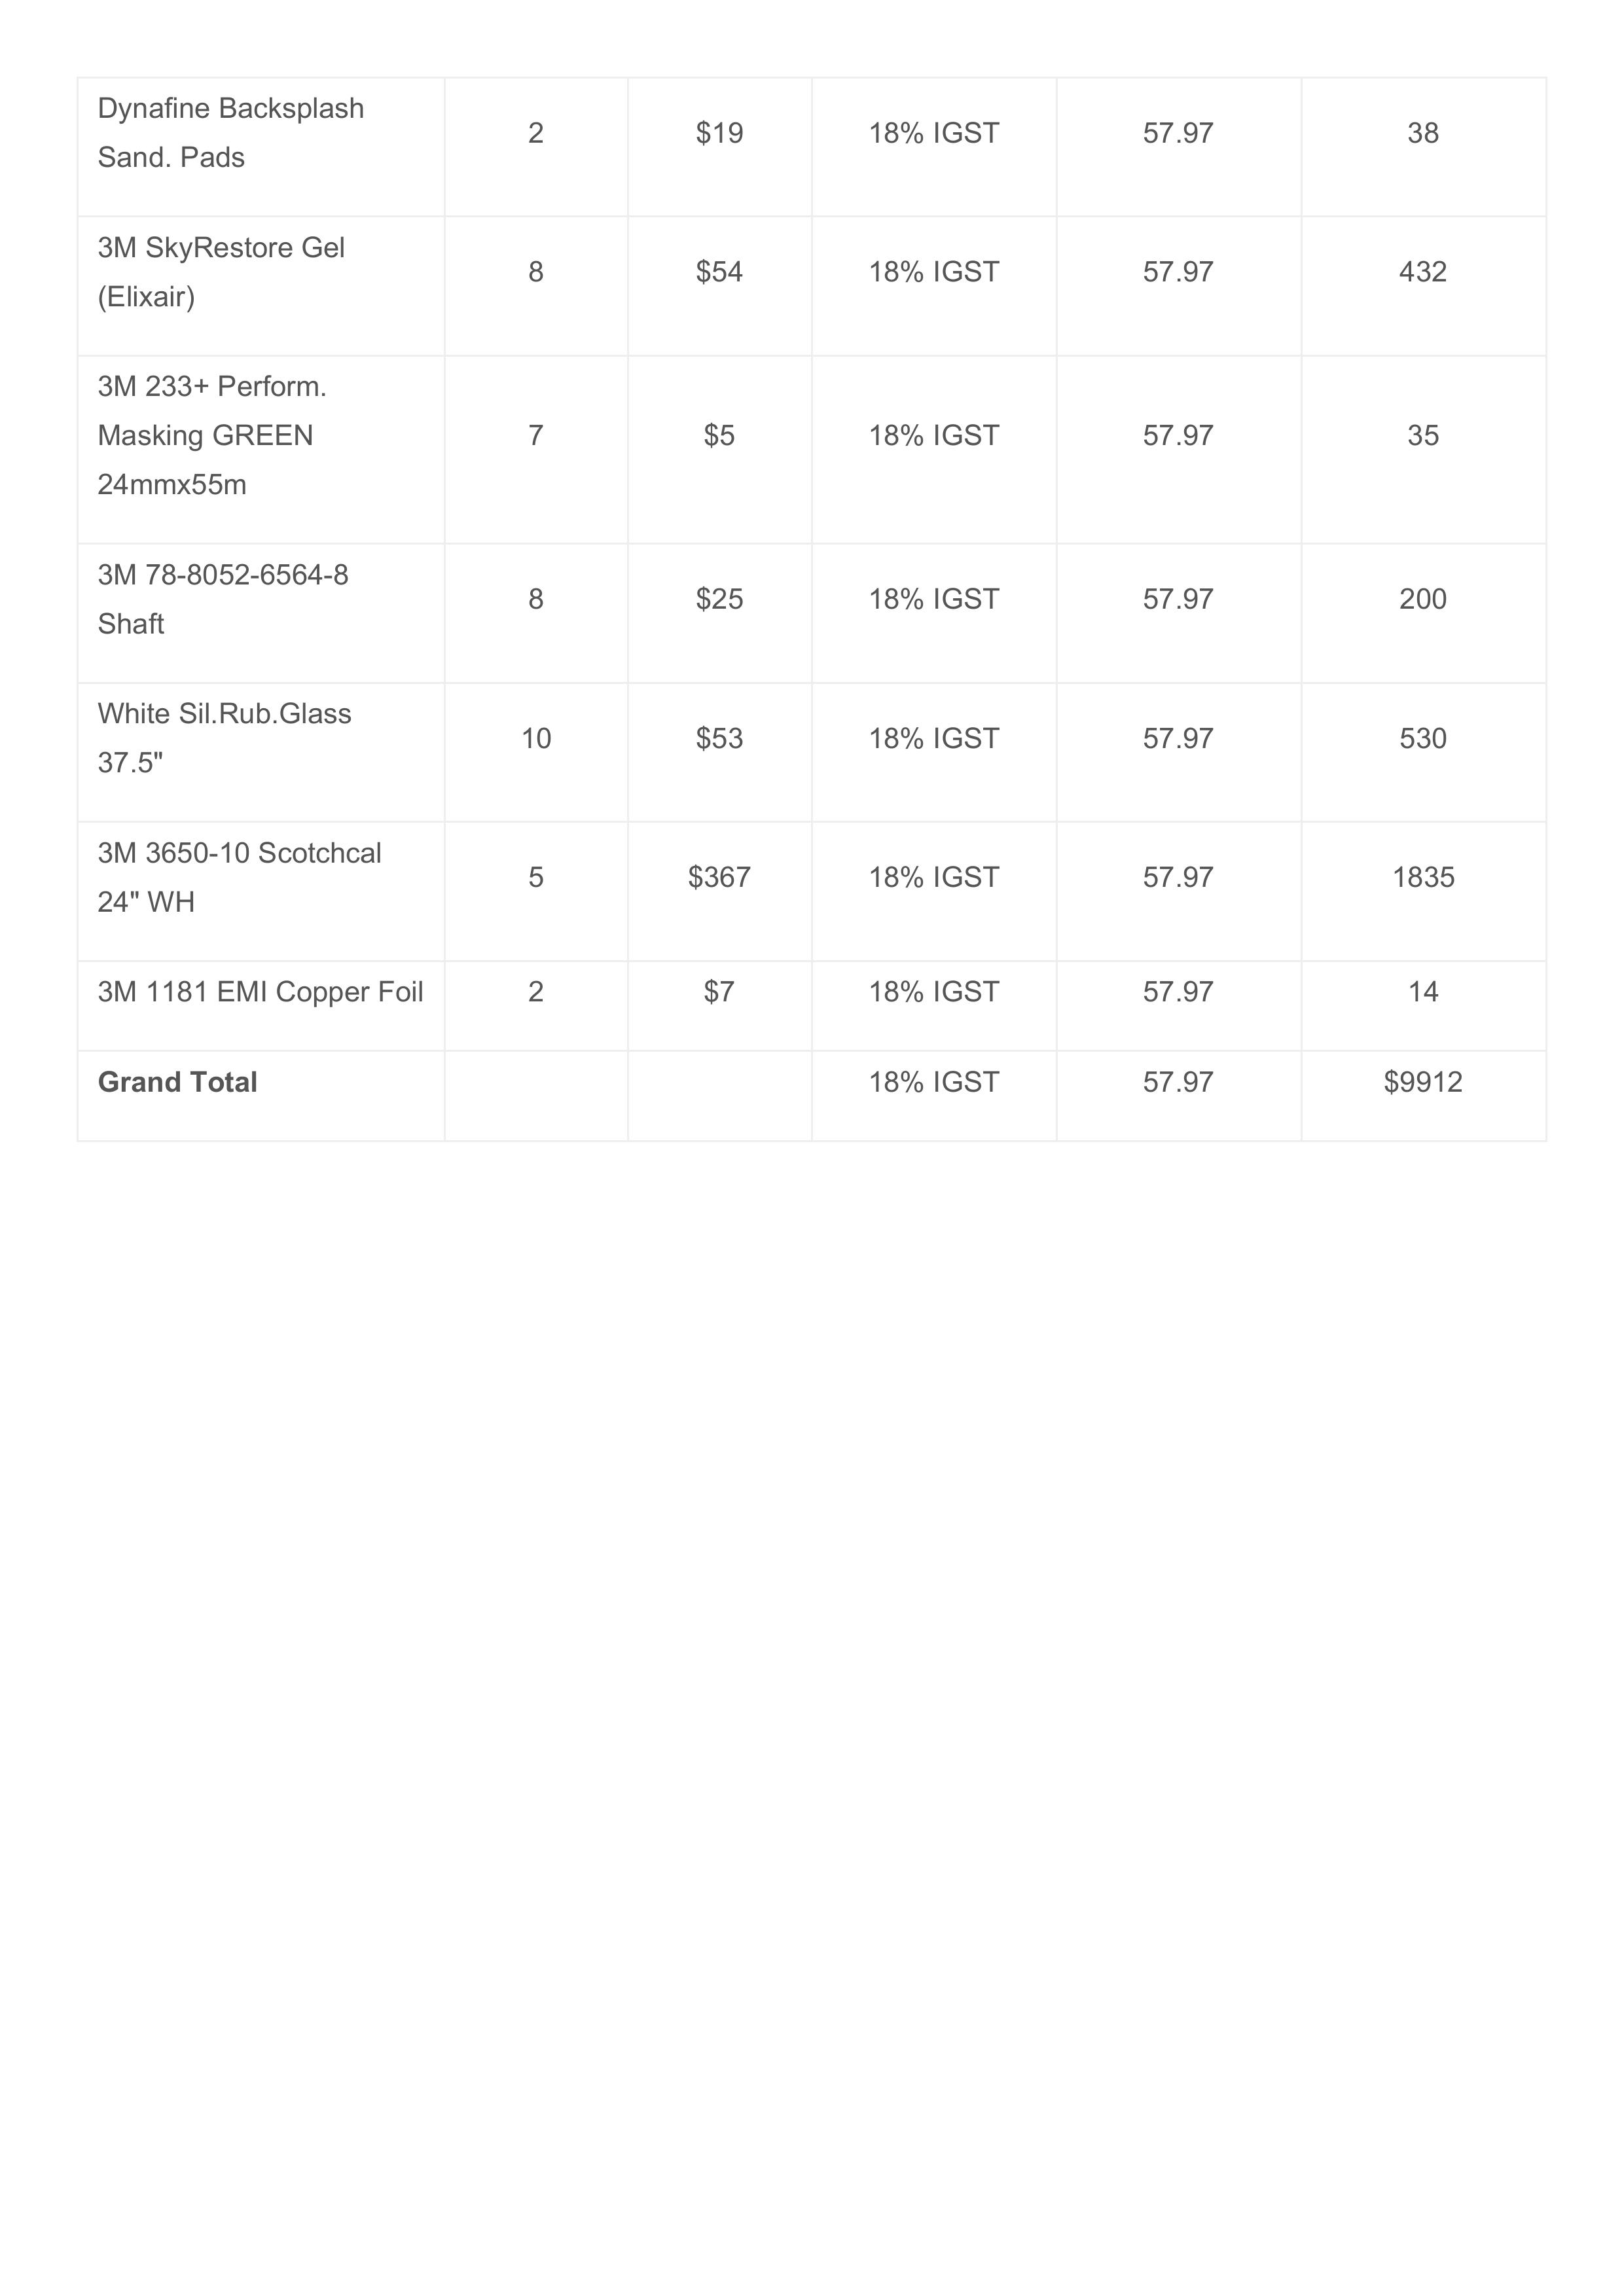 Dynafine Backsplash
Sand. Pads
2
$19
18% IGST
57.97
38
3M SkyRestore Gel
(Elixair)
8
$54
18% IGST
57.97
432
3M 233+ Perform.
Masking GREEN
24mmx55m
7
$5
18% IGST
57.97
35
3M 78-8052-6564-8
Shaft
8
$25
18% IGST
57.97
200
White Sil.Rub.Glass
37.5"
10
$53
18% IGST
57.97
530
3M 3650-10 Scotchcal
24" WH
5
$367
18% IGST
57.97
1835
3M 1181 EMI Copper Foil
2
$7
18% IGST
57.97
14
Grand Total
18% IGST
57.97
$9912